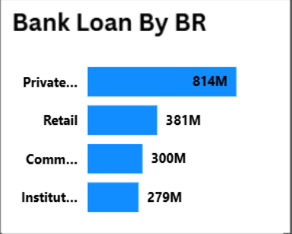 Bank Loan By BR
Private... 814M
Retail 381M
Comm... 300M
Institut... 279M